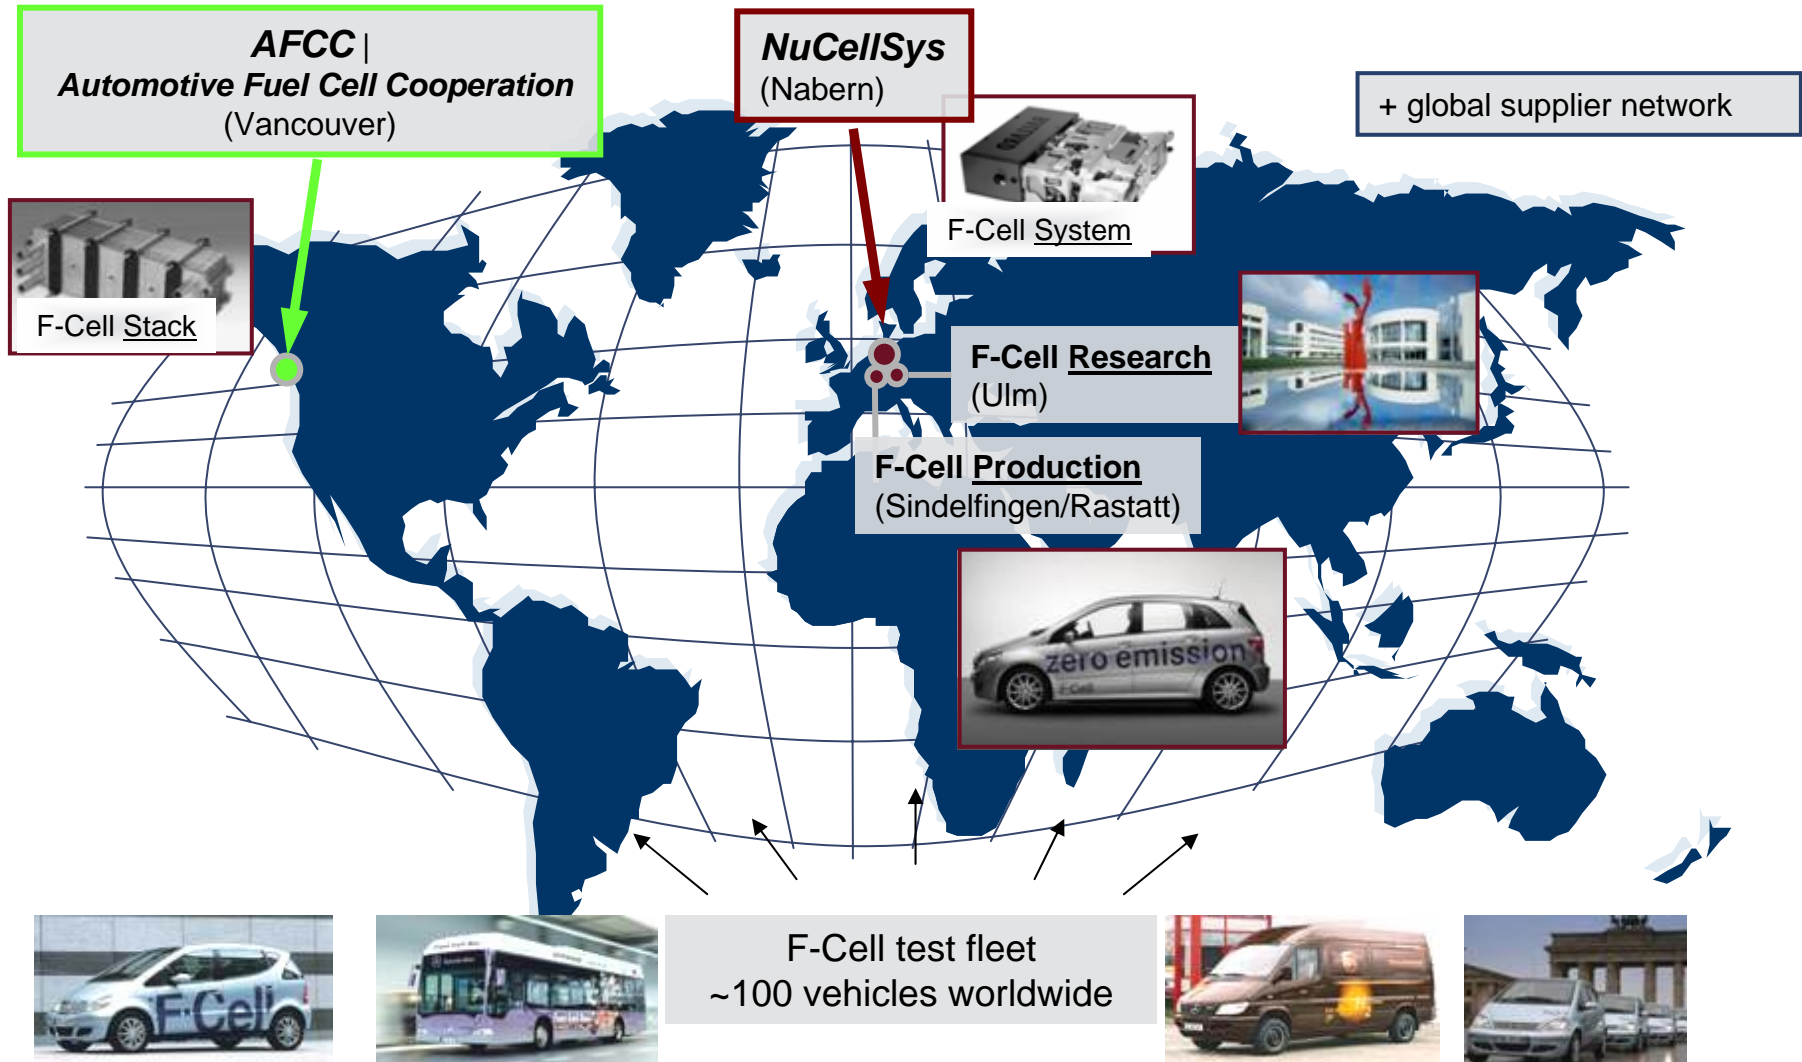 AFCC |
Automotive Fuel Cell Cooperation
(Vancouver)
NuCellSys
(Nabern)
+ global supplier network
F-Cell System
F-Cell Stack
F-Cell Research
(Ulm)
F-Cell Production
(Sindelfingen/Rastatt)
zero emission
F-Cell
F-Cell test fleet
~100 vehicles worldwide
F-Cell